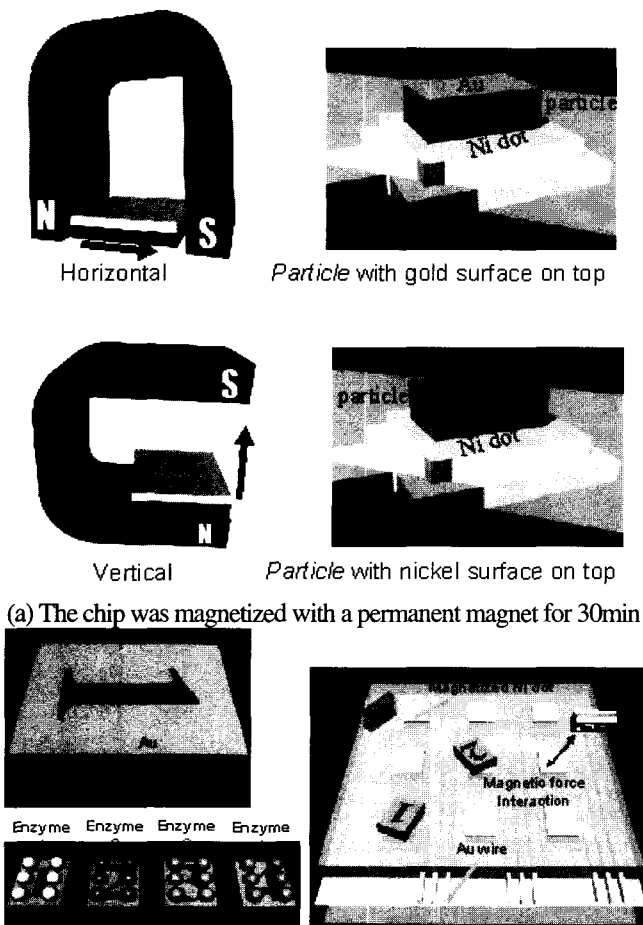 Au
particle
Ni dot
N
S
Horizontal
Particle with gold surface on top
S
particle
Ni dot
N
Vertical
Particle with nickel surface on top
(a) The chip was magnetized with a permanent magnet for 30min
Au
Enzyme Enzyme Enzyme Enzyme
Magnetized Ni dot
Magnetic force
Interaction
Au wire